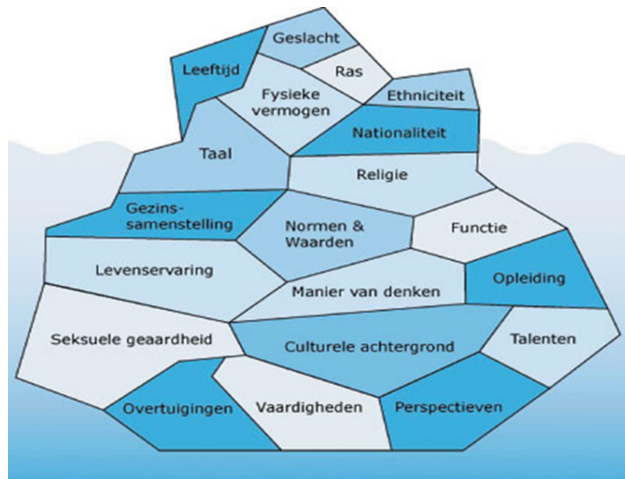 Geslacht
Leeftijd
Ras
Fysieke
vermogen
Ethniciteit
Nationaliteit
Taal
Religie
Gezins-
samenstelling
Normen &
Waarden
Functie
Levenservaring
Manier van denken
Opleiding
Seksuele geaardheid
Culturele achtergrond
Talenten
Overtuigingen
Vaardigheden
Perspectieven